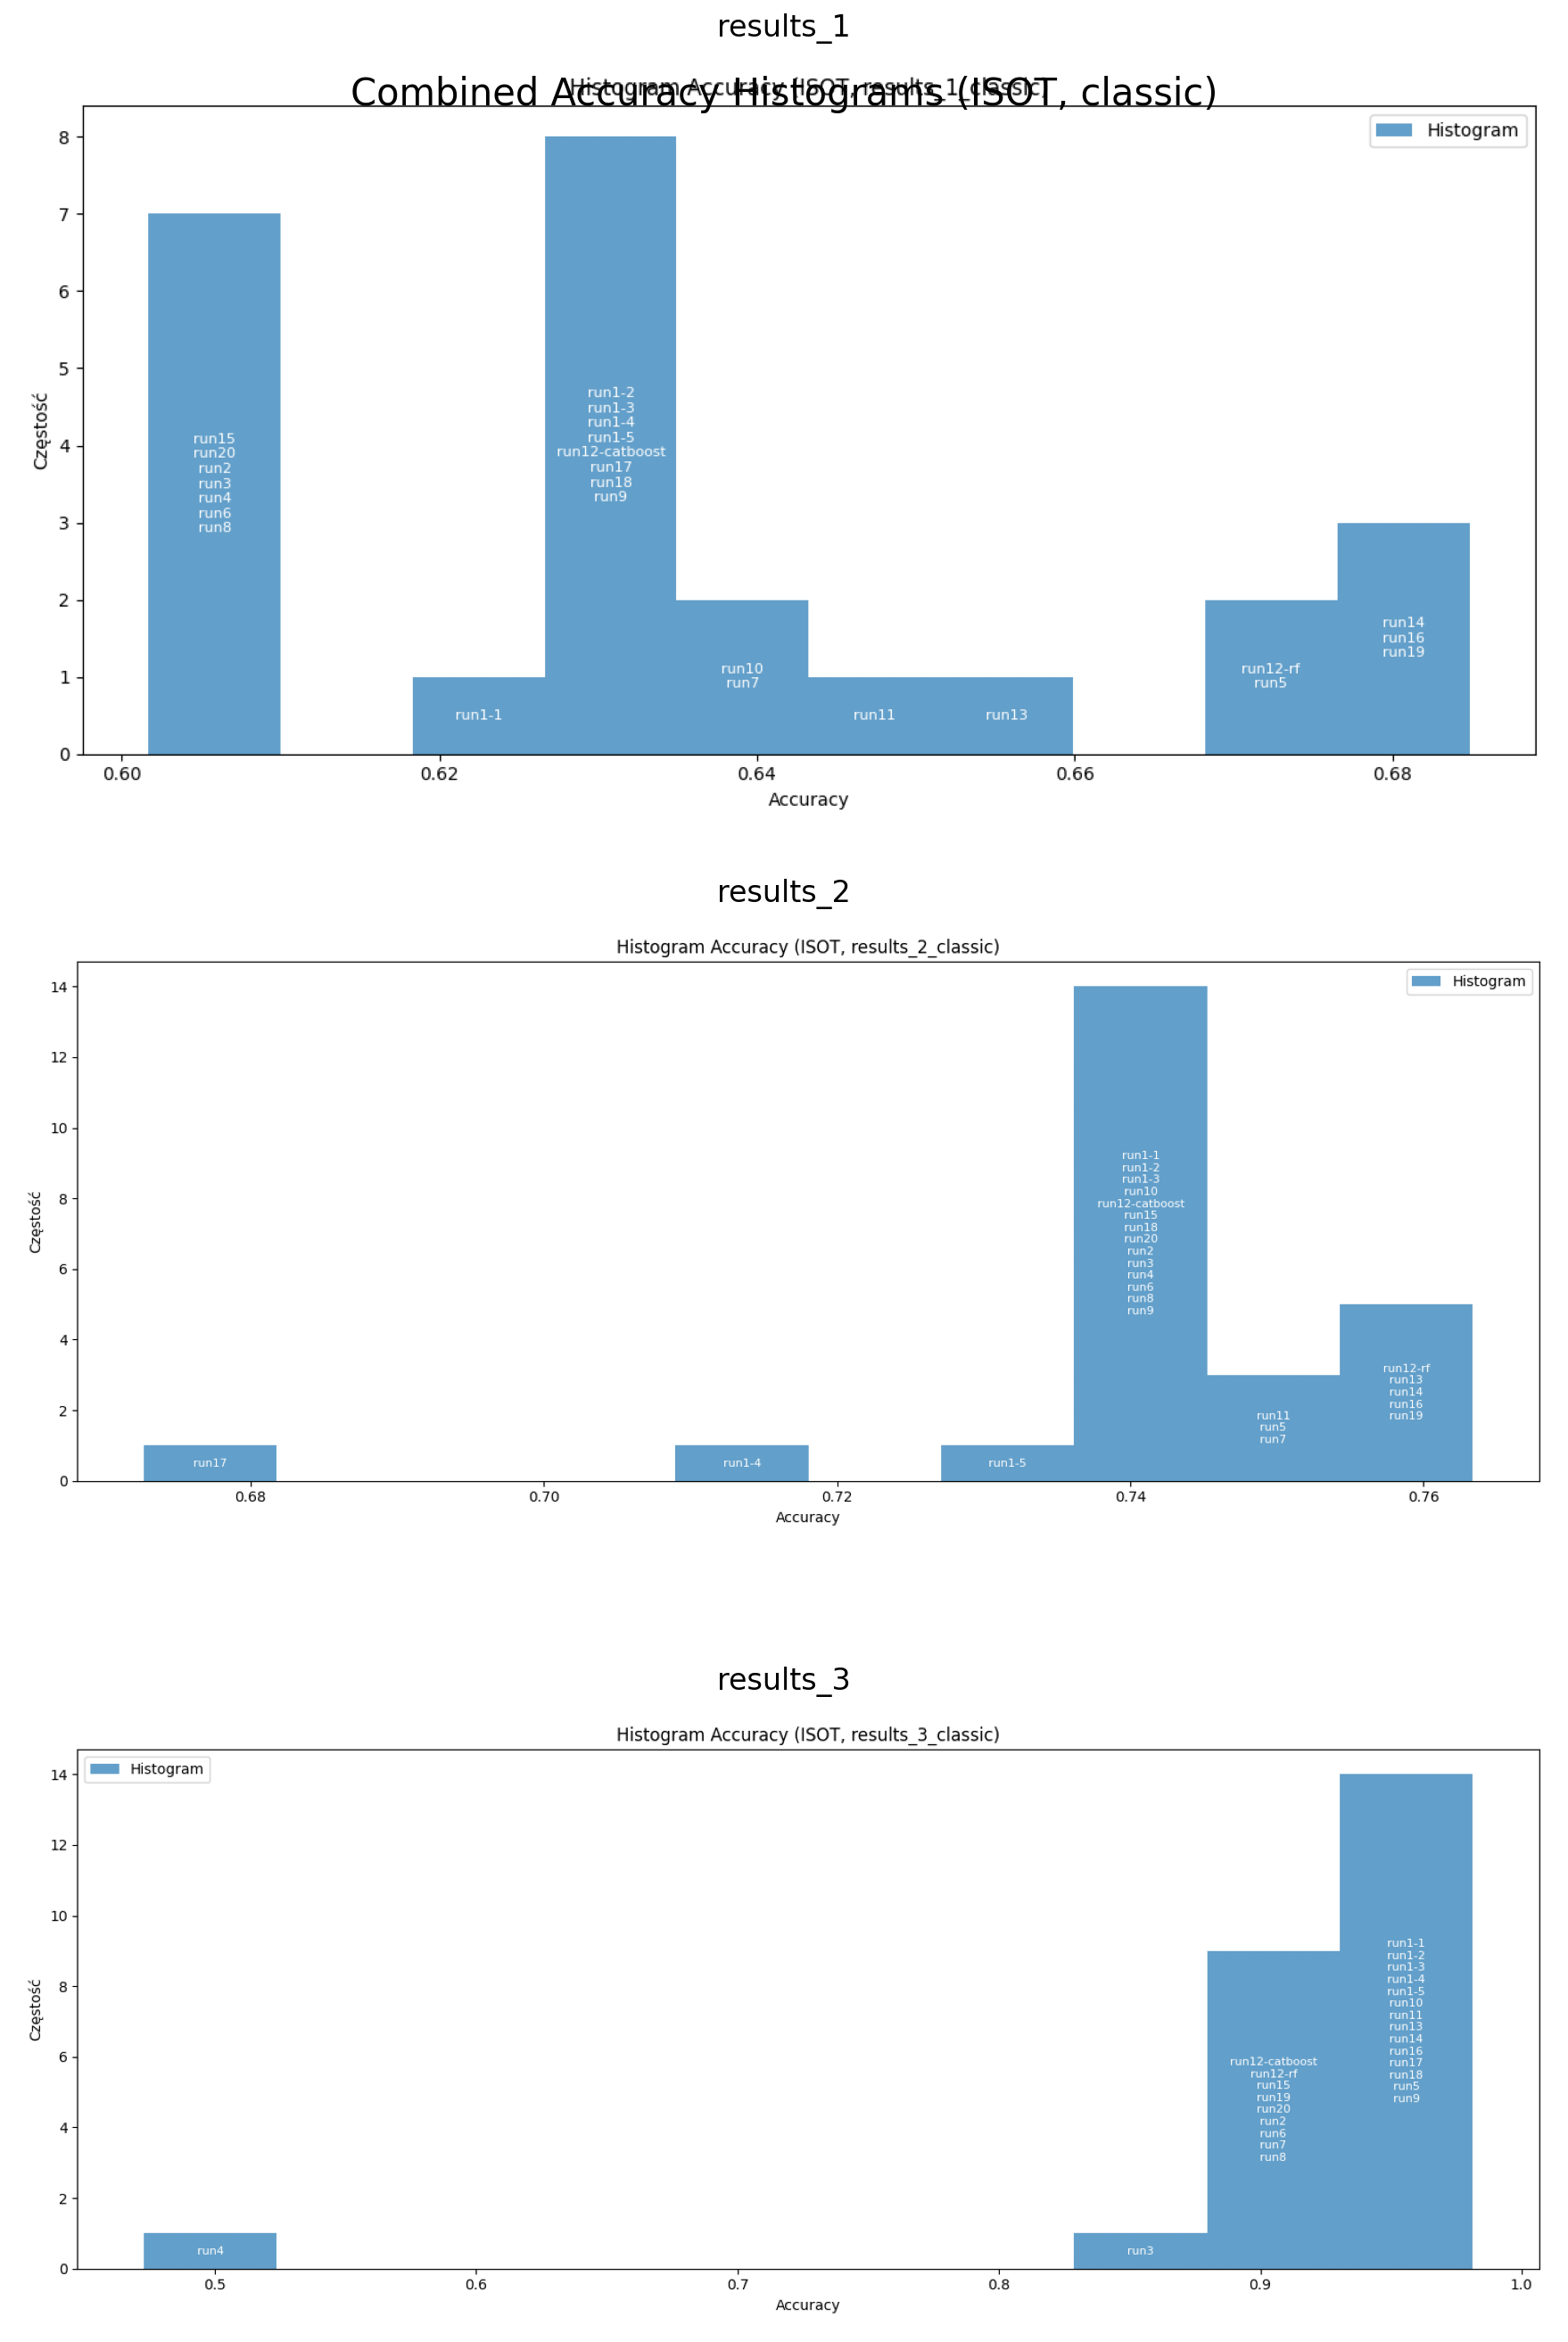 results_1
Combined Accuracy Histograms (ISOT, classic)
Histogram Accuracy (ISOT, results_1_classic)
Histogram
8
7
6
5
4
3
2
1
0
Częstość
run15
run20
run2
run3
run4
run6
run8
run1-1
run1-2
run1-3
run1-4
run1-5
run12-catboost
run17
run18
run9
run10
run7
run11
run13
run12-rf
run5
run14
run16
run19
0.60 0.62 0.64 0.66 0.68
Accuracy
results_2
Histogram Accuracy (ISOT, results_2_classic)
Histogram
14
12
10
8
6
4
2
0
Częstość
run17
run1-4
run1-5
run1-1
run1-2
run1-3
run10
run12-catboost
run15
run18
run20
run2
run3
run4
run6
run8
run9
run11
run5
run7
run12-rf
run13
run14
run16
run19
0.68 0.70 0.72 0.74 0.76
Accuracy
results_3
Histogram Accuracy (ISOT, results_3_classic)
Histogram
14
12
10
8
6
4
2
0
Częstość
run4
run3
run12-catboost
run12-rf
run15
run19
run20
run2
run6
run7
run8
run1-1
run1-2
run1-3
run1-4
run1-5
run10
run11
run13
run14
run16
run17
run18
run5
run9
0.5 0.6 0.7 0.8 0.9 1.0
Accuracy